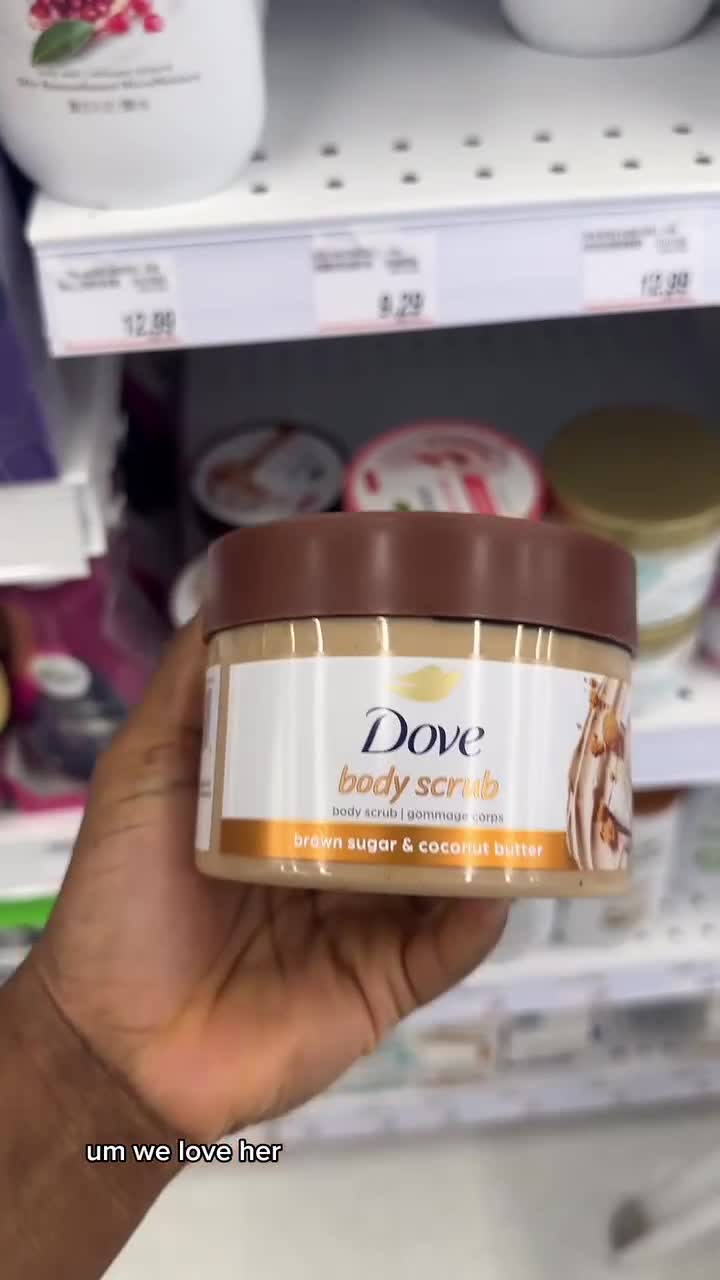 12.99
9.29
12.99
Dove
body scrub
body scrub | gommage corps
brown sugar & coconut butter
um we love her